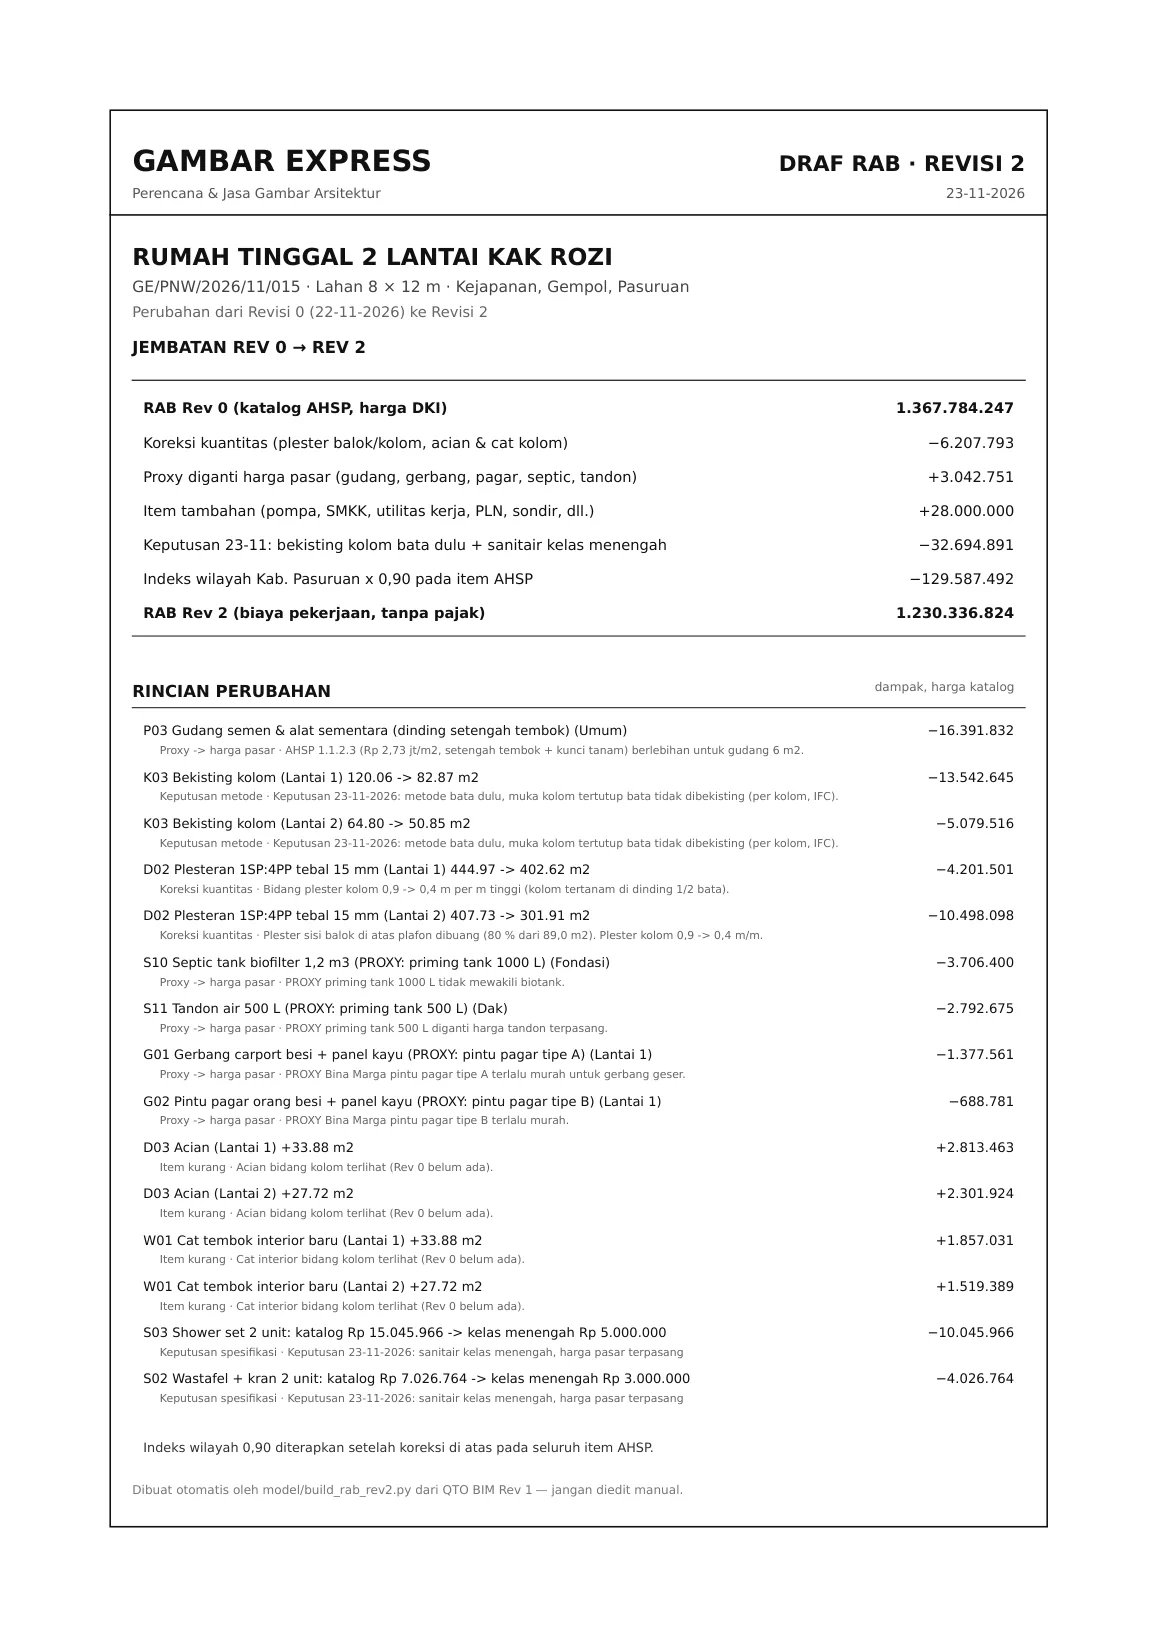 GAMBAR EXPRESS
DRAF RAB · REVISI 2
Perencana & Jasa Gambar Arsitektur
23-11-2026
RUMAH TINGGAL 2 LANTAI KAK ROZI
GE/PNW/2026/11/015 · Lahan 8 × 12 m · Kejapanan, Gempol, Pasuruan
Perubahan dari Revisi 0 (22-11-2026) ke Revisi 2
JEMBATAN REV 0 → REV 2
RAB Rev 0 (katalog AHSP, harga DKI) 1.367.784.247
Koreksi kuantitas (plester balok/kolom, acian & cat kolom) −6.207.793
Proxy diganti harga pasar (gudang, gerbang, pagar, septic, tandon) +3.042.751
Item tambahan (pompa, SMKK, utilitas kerja, PLN, sondir, dll.) +28.000.000
Keputusan 23-11: bekisting kolom bata dulu + sanitair kelas menengah −32.694.891
Indeks wilayah Kab. Pasuruan x 0,90 pada item AHSP −129.587.492
RAB Rev 2 (biaya pekerjaan, tanpa pajak) 1.230.336.824
RINCIAN PERUBAHAN dampak, harga katalog
P03 Gudang semen & alat sementara (dinding setengah tembok) (Umum) −16.391.832
Proxy -> harga pasar · AHSP 1.1.2.3 (Rp 2,73 jt/m2, setengah tembok + kunci tanam) berlebihan untuk gudang 6 m2.
K03 Bekisting kolom (Lantai 1) 120.06 -> 82.87 m2 −13.542.645
Keputusan metode · Keputusan 23-11-2026: metode bata dulu, muka kolom tertutup bata tidak dibekisting (per kolom, IFC).
K03 Bekisting kolom (Lantai 2) 64.80 -> 50.85 m2 −5.079.516
Keputusan metode · Keputusan 23-11-2026: metode bata dulu, muka kolom tertutup bata tidak dibekisting (per kolom, IFC).
D02 Plesteran 1SP:4PP tebal 15 mm (Lantai 1) 444.97 -> 402.62 m2 −4.201.501
Koreksi kuantitas · Bidang plester kolom 0,9 -> 0,4 m per m tinggi (kolom tertanam di dinding 1/2 bata).
D02 Plesteran 1SP:4PP tebal 15 mm (Lantai 2) 407.73 -> 301.91 m2 −10.498.098
Koreksi kuantitas · Plester sisi balok di atas plafon dibuang (80 % dari 89,0 m2). Plester kolom 0,9 -> 0,4 m/m.
S10 Septic tank biofilter 1,2 m3 (PROXY: priming tank 1000 L) (Fondasi) −3.706.400
Proxy -> harga pasar · PROXY priming tank 1000 L tidak mewakili biotank.
S11 Tandon air 500 L (PROXY: priming tank 500 L) (Dak) −2.792.675
Proxy -> harga pasar · PROXY priming tank 500 L diganti harga tandon terpasang.
G01 Gerbang carport besi + panel kayu (PROXY: pintu pagar tipe A) (Lantai 1) −1.377.561
Proxy -> harga pasar · PROXY Bina Marga pintu pagar tipe A terlalu murah untuk gerbang geser.
G02 Pintu pagar orang besi + panel kayu (PROXY: pintu pagar tipe B) (Lantai 1) −688.781
Proxy -> harga pasar · PROXY Bina Marga pintu pagar tipe B terlalu murah.
D03 Acian (Lantai 1) +33.88 m2 +2.813.463
Item kurang · Acian bidang kolom terlihat (Rev 0 belum ada).
D03 Acian (Lantai 2) +27.72 m2 +2.301.924
Item kurang · Acian bidang kolom terlihat (Rev 0 belum ada).
W01 Cat tembok interior baru (Lantai 1) +33.88 m2 +1.857.031
Item kurang · Cat interior bidang kolom terlihat (Rev 0 belum ada).
W01 Cat tembok interior baru (Lantai 2) +27.72 m2 +1.519.389
Item kurang · Cat interior bidang kolom terlihat (Rev 0 belum ada).
S03 Shower set 2 unit: katalog Rp 15.045.966 -> kelas menengah Rp 5.000.000 −10.045.966
Keputusan spesifikasi · Keputusan 23-11-2026: sanitair kelas menengah, harga pasar terpasang
S02 Wastafel + kran 2 unit: katalog Rp 7.026.764 -> kelas menengah Rp 3.000.000 −4.026.764
Keputusan spesifikasi · Keputusan 23-11-2026: sanitair kelas menengah, harga pasar terpasang
Indeks wilayah 0,90 diterapkan setelah koreksi di atas pada seluruh item AHSP.
Dibuat otomatis oleh model/build_rab_rev2.py dari QTO BIM Rev 1 — jangan diedit manual.